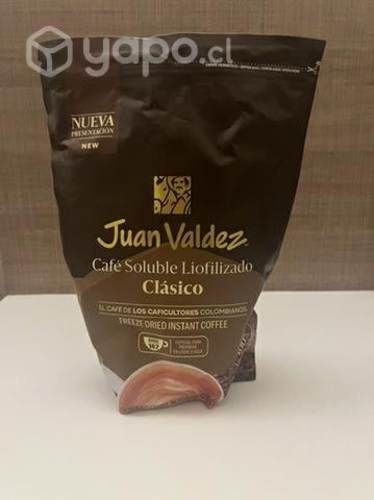 yapo.cl
NUEVA
PRESENTACIÓN
NEW
Juan Valdez
Café Soluble Liofilizado
Clásico
EL CAFÉ DE LOS CAFICULTORES COLOMBIANOS
FREEZE DRIED INSTANT COFFEE